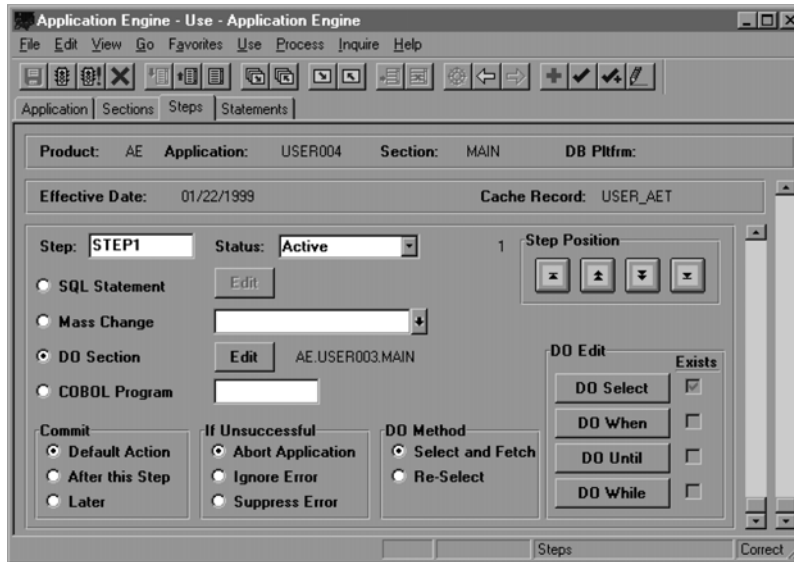 Application Engine - Use - Application Engine
File Edit View Go Favorites Use Process Inquire Help
Application Sections Steps Statements
Product: AE Application: USER004 Section: MAIN DB Pltfrm:
Effective Date: 01/22/1999 Cache Record: USER_AET
Step: STEP1 Status: Active 1 Step Position
SQL Statement Edit
Mass Change
DO Section Edit AE.USER003.MAIN
COBOL Program
DO Edit Exists
DO Select
DO When
DO Until
DO While
Commit
Default Action
After this Step
Later
If Unsuccessful
Abort Application
Ignore Error
Suppress Error
DO Method
Select and Fetch
Re-Select
Steps Correct